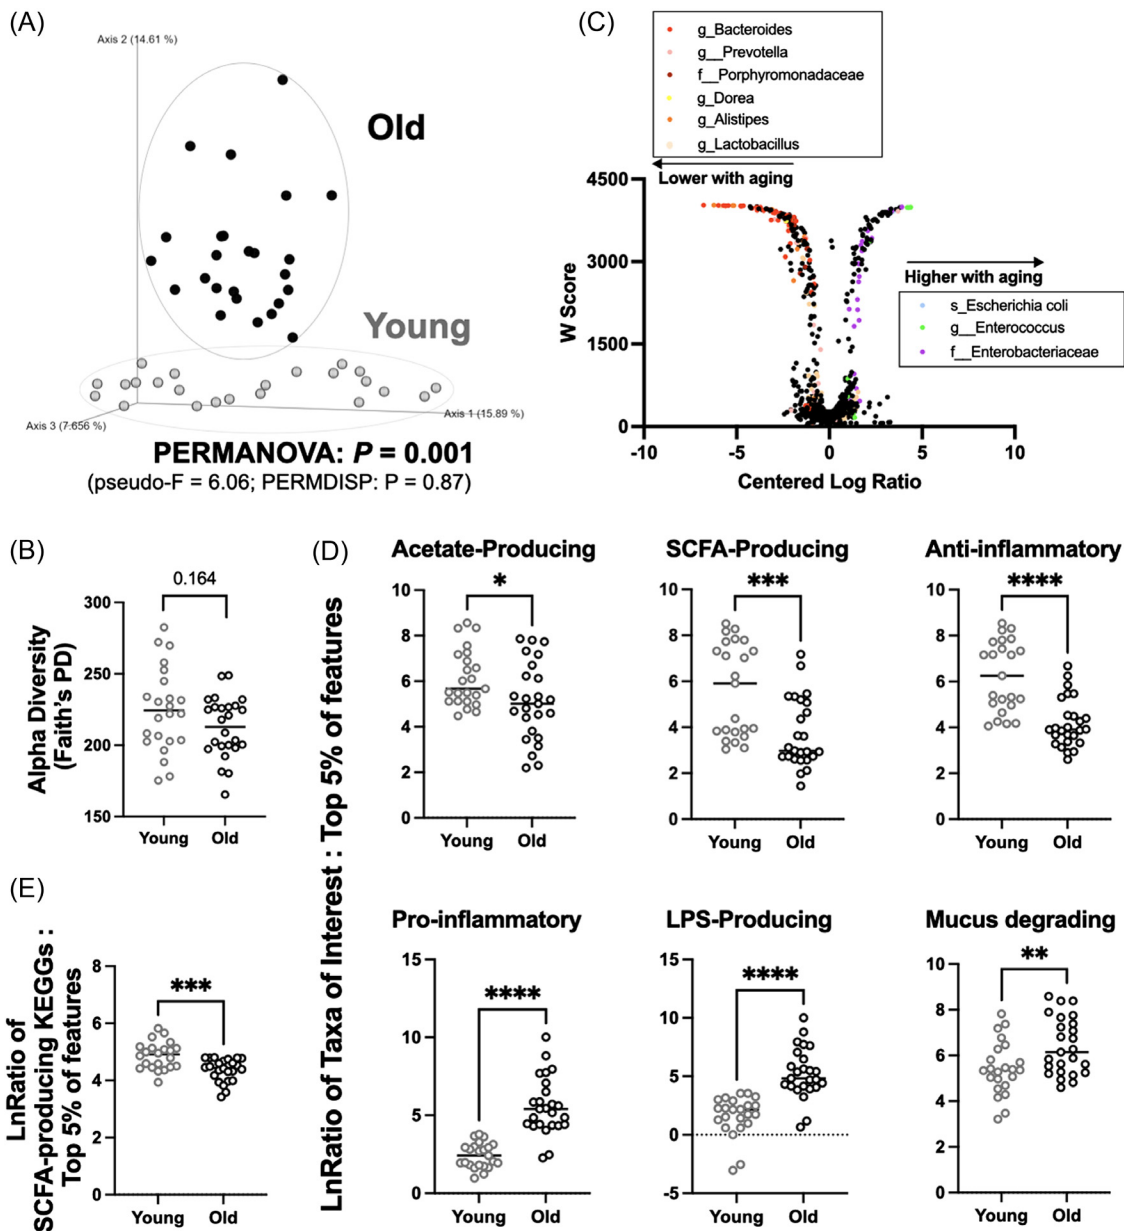 (A)
Axis 2 (14.61 %)
Old
Young
Axis 1 (15.89 %)
Axis 3 (7.656 %)
PERMANOVA: P = 0.001
(pseudo-F = 6.06; PERMDISP: P = 0.87)
(C)
g_Bacteroides
g__Prevotella
f__Porphyromonadaceae
g_Dorea
g_Alistipes
g_Lactobacillus
Lower with aging
Higher with aging
s_Escherichia coli
g__Enterococcus
f__Enterobacteriaceae
W Score
4500
3000
1500
0
-10
-5
0
5
10
Centered Log Ratio
(B)
0.164
Alpha Diversity
(Faith's PD)
300
250
200
150
Young
Old
(D)
LnRatio of Taxa of Interest : Top 5% of features
Acetate-Producing
*
10
8
6
4
2
0
Young
Old
SCFA-Producing
***
10
8
6
4
2
0
Young
Old
Anti-inflammatory
****
10
8
6
4
2
0
Young
Old
(E)
LnRatio of
SCFA-producing KEGGs :
Top 5% of features
***
8
6
4
2
0
Young
Old
Pro-inflammatory
****
15
10
5
0
Young
Old
LPS-Producing
****
15
10
5
0
-5
Young
Old
Mucus degrading
**
10
8
6
4
2
0
Young
Old